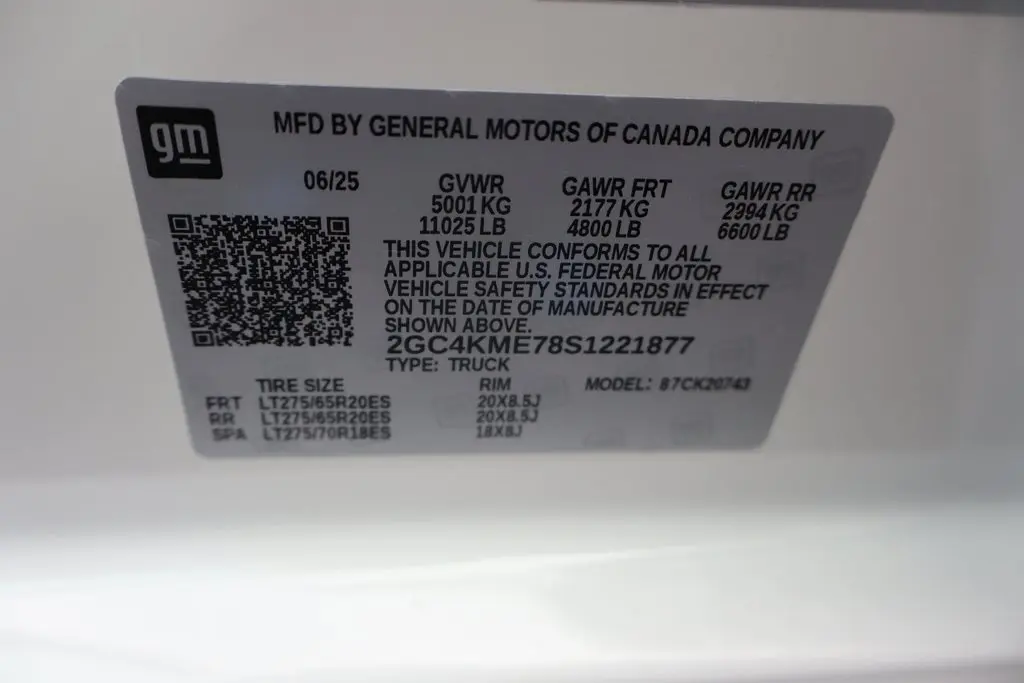 gm
MFD BY GENERAL MOTORS OF CANADA COMPANY
06/25
GVWR GAWR FRT GAWR RR
5001 KG 2177 KG 2994 KG
11025 LB 4800 LB 6600 LB
THIS VEHICLE CONFORMS TO ALL
APPLICABLE U.S. FEDERAL MOTOR
VEHICLE SAFETY STANDARDS IN EFFECT
ON THE DATE OF MANUFACTURE
SHOWN ABOVE.
2GC4KME78S1221877
TYPE: TRUCK
TIRE SIZE RIM MODEL: 87CK20743
FRT LT275/65R20ES 20X8.5J
RR LT275/65R20ES 20X8.5J
SPA LT275/70R18ES 18X8J